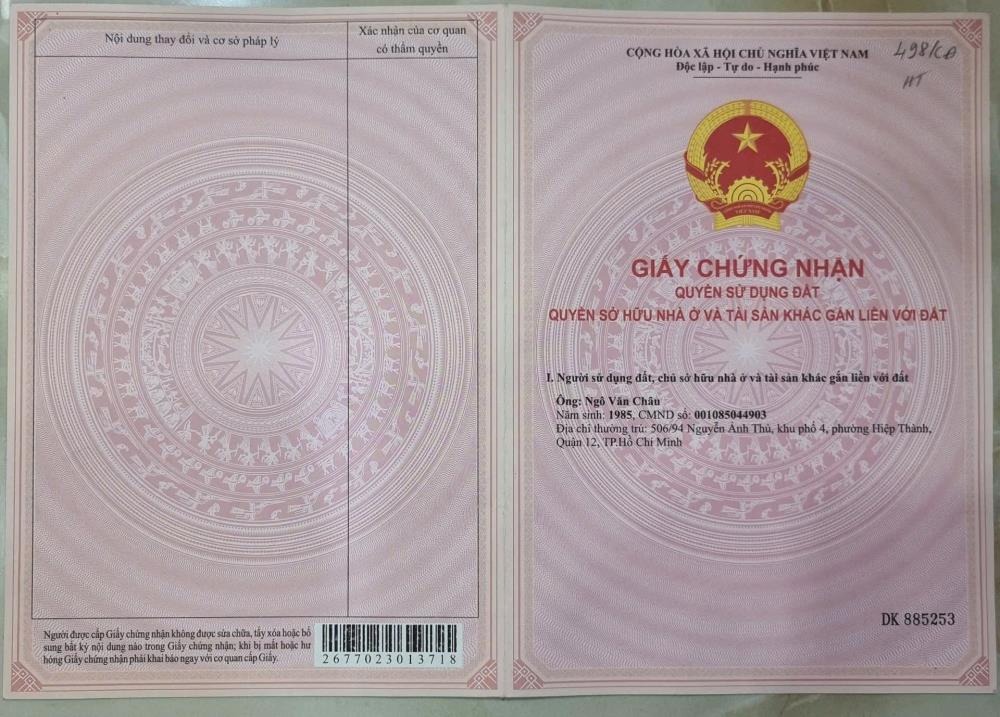 Nội dung thay đổi và cơ sở pháp lý
Xác nhận của cơ quan
có thẩm quyền
Người được cấp Giấy chứng nhận không được sửa chữa, tẩy xóa hoặc bổ
sung bất kỳ nội dung nào trong Giấy chứng nhận; khi bị mất hoặc hư
hỏng Giấy chứng nhận phải khai báo ngay với cơ quan cấp Giấy.
2677023013718
CỘNG HÒA XÃ HỘI CHỦ NGHĨA VIỆT NAM
Độc lập - Tự do - Hạnh phúc
VIỆT NAM
GIẤY CHỨNG NHẬN
QUYỀN SỬ DỤNG ĐẤT
QUYỀN SỞ HỮU NHÀ Ở VÀ TÀI SẢN KHÁC GẮN LIỀN VỚI ĐẤT
I. Người sử dụng đất, chủ sở hữu nhà ở và tài sản khác gắn liền với đất
Ông: Ngô Văn Châu
Năm sinh: 1985, CMND số: 001085044903
Địa chỉ thường trú: 506/94 Nguyễn Ảnh Thủ, khu phố 4, phường Hiệp Thành,
Quận 12, TP.Hồ Chí Minh
DK 885253